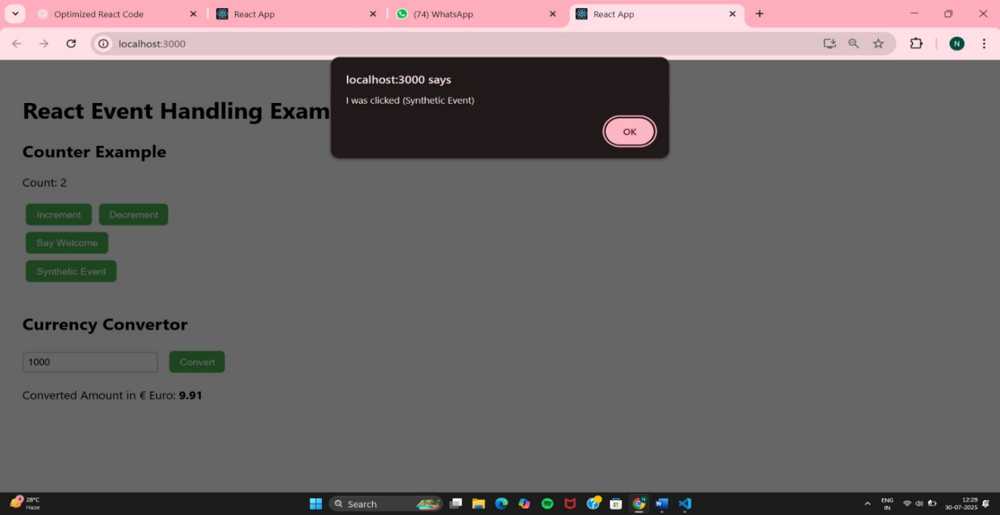 Optimized React Code
React App
(74) WhatsApp
React App
localhost:3000
N
localhost:3000 says
I was clicked (Synthetic Event)
OK
React Event Handling Exam
Counter Example
Count: 2
Increment Decrement
Say Welcome
Synthetic Event
Currency Convertor
1000 Convert
Converted Amount in € Euro: 9.91
4
28°C
Haze
Search
ENG
IN
12:29
30-07-2025